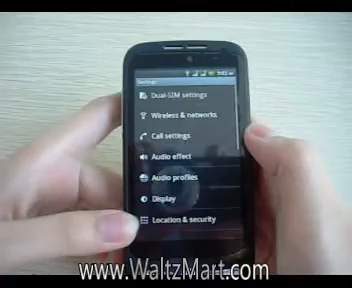 Settings
Dual-SIM settings
Wireless & networks
Call settings
Audio effect
Audio profiles
Display
Location & security
www.WaltzMart.com